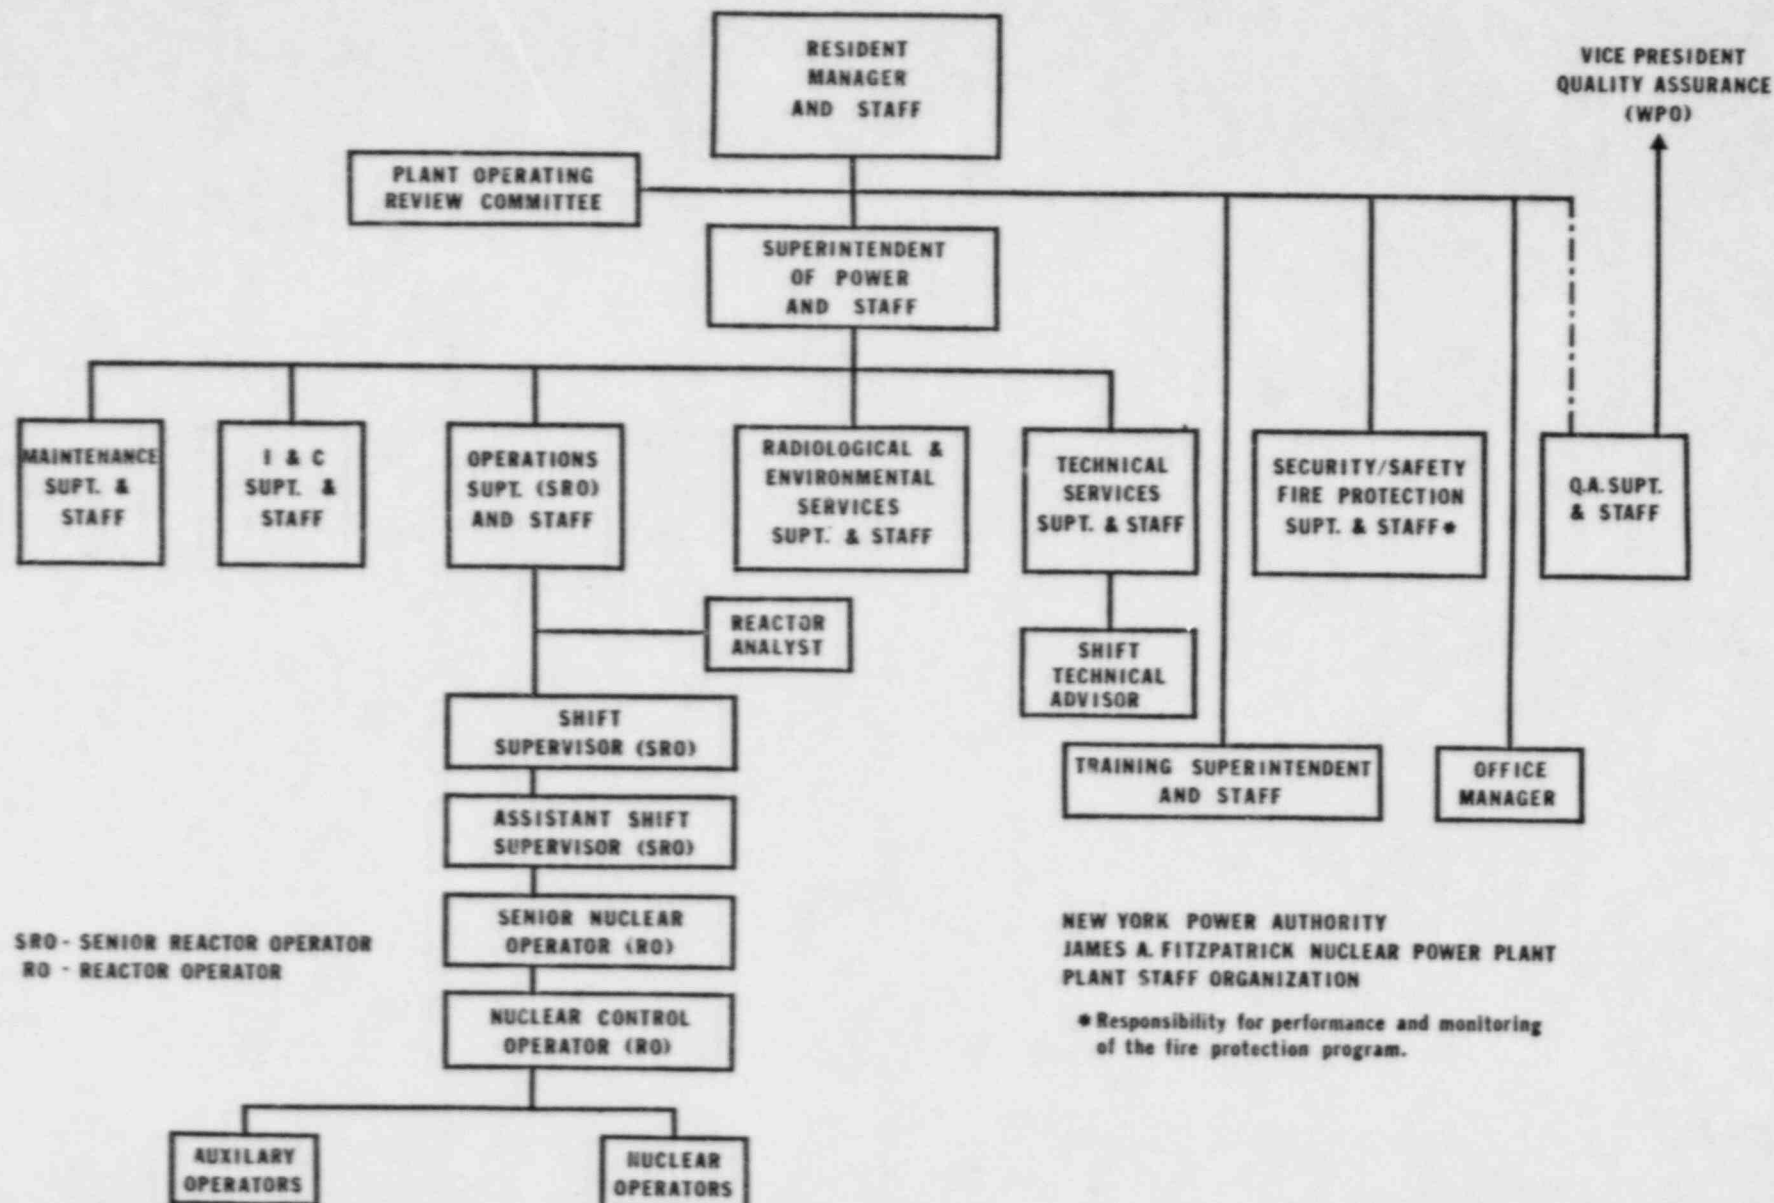 RESIDENT
MANAGER
AND STAFF
VICE PRESIDENT
QUALITY ASSURANCE
(WPO)
PLANT OPERATING
REVIEW COMMITTEE
SUPERINTENDENT
OF POWER
AND STAFF
MAINTENANCE
SUPT. &
STAFF
I & C
SUPT. &
STAFF
OPERATIONS
SUPT. (SRO)
AND STAFF
RADIOLOGICAL &
ENVIRONMENTAL
SERVICES
SUPT. & STAFF
TECHNICAL
SERVICES
SUPT. & STAFF
SECURITY/SAFETY
FIRE PROTECTION
SUPT. & STAFF*
Q.A. SUPT.
& STAFF
REACTOR
ANALYST
SHIFT
TECHNICAL
ADVISOR
SHIFT
SUPERVISOR (SRO)
TRAINING SUPERINTENDENT
AND STAFF
OFFICE
MANAGER
ASSISTANT SHIFT
SUPERVISOR (SRO)
SENIOR NUCLEAR
OPERATOR (RO)
SRO - SENIOR REACTOR OPERATOR
RO - REACTOR OPERATOR
NUCLEAR CONTROL
OPERATOR (RO)
AUXILARY
OPERATORS
NUCLEAR
OPERATORS
NEW YORK POWER AUTHORITY
JAMES A. FITZPATRICK NUCLEAR POWER PLANT
PLANT STAFF ORGANIZATION
* Responsibility for performance and monitoring
of the fire protection program.